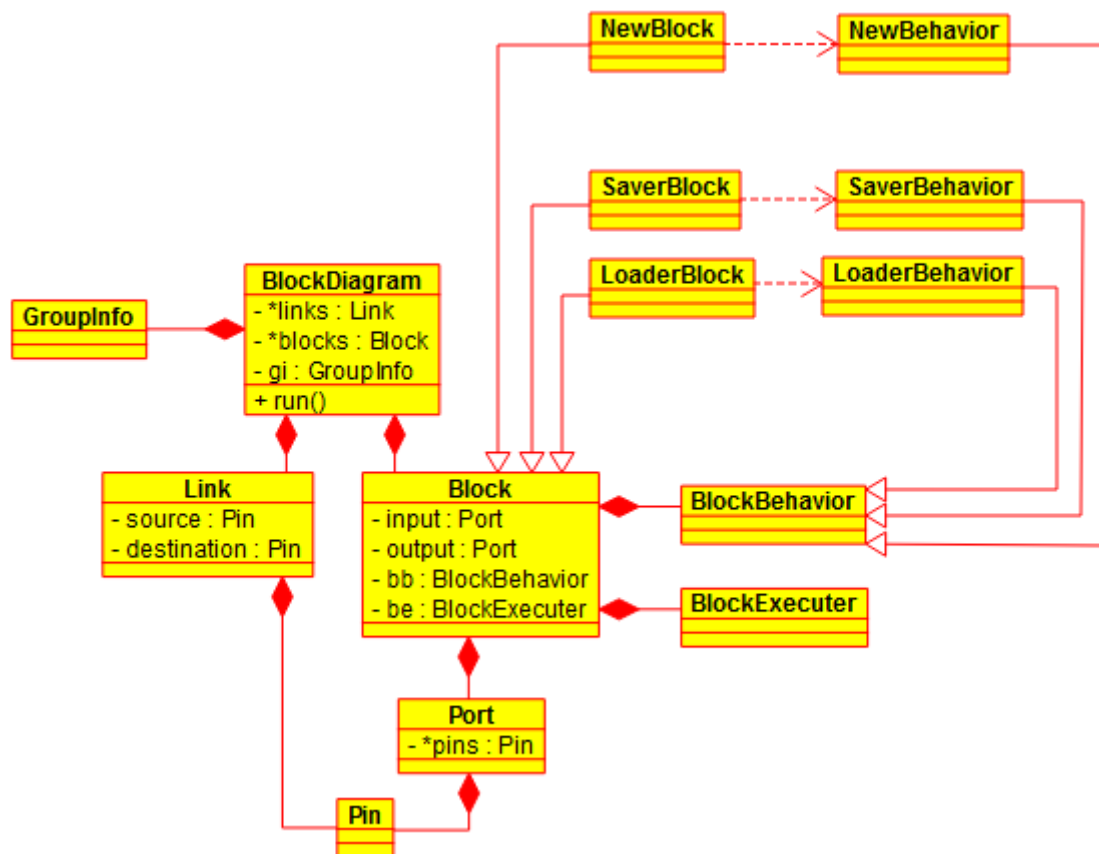 NewBlock
NewBehavior
SaverBlock
SaverBehavior
LoaderBlock
LoaderBehavior
BlockDiagram
- *links : Link
- *blocks : Block
- gi : GroupInfo
+ run()
GroupInfo
Link
- source : Pin
- destination : Pin
Block
- input : Port
- output : Port
- bb : BlockBehavior
- be : BlockExecuter
BlockBehavior
BlockExecuter
Port
- *pins : Pin
Pin